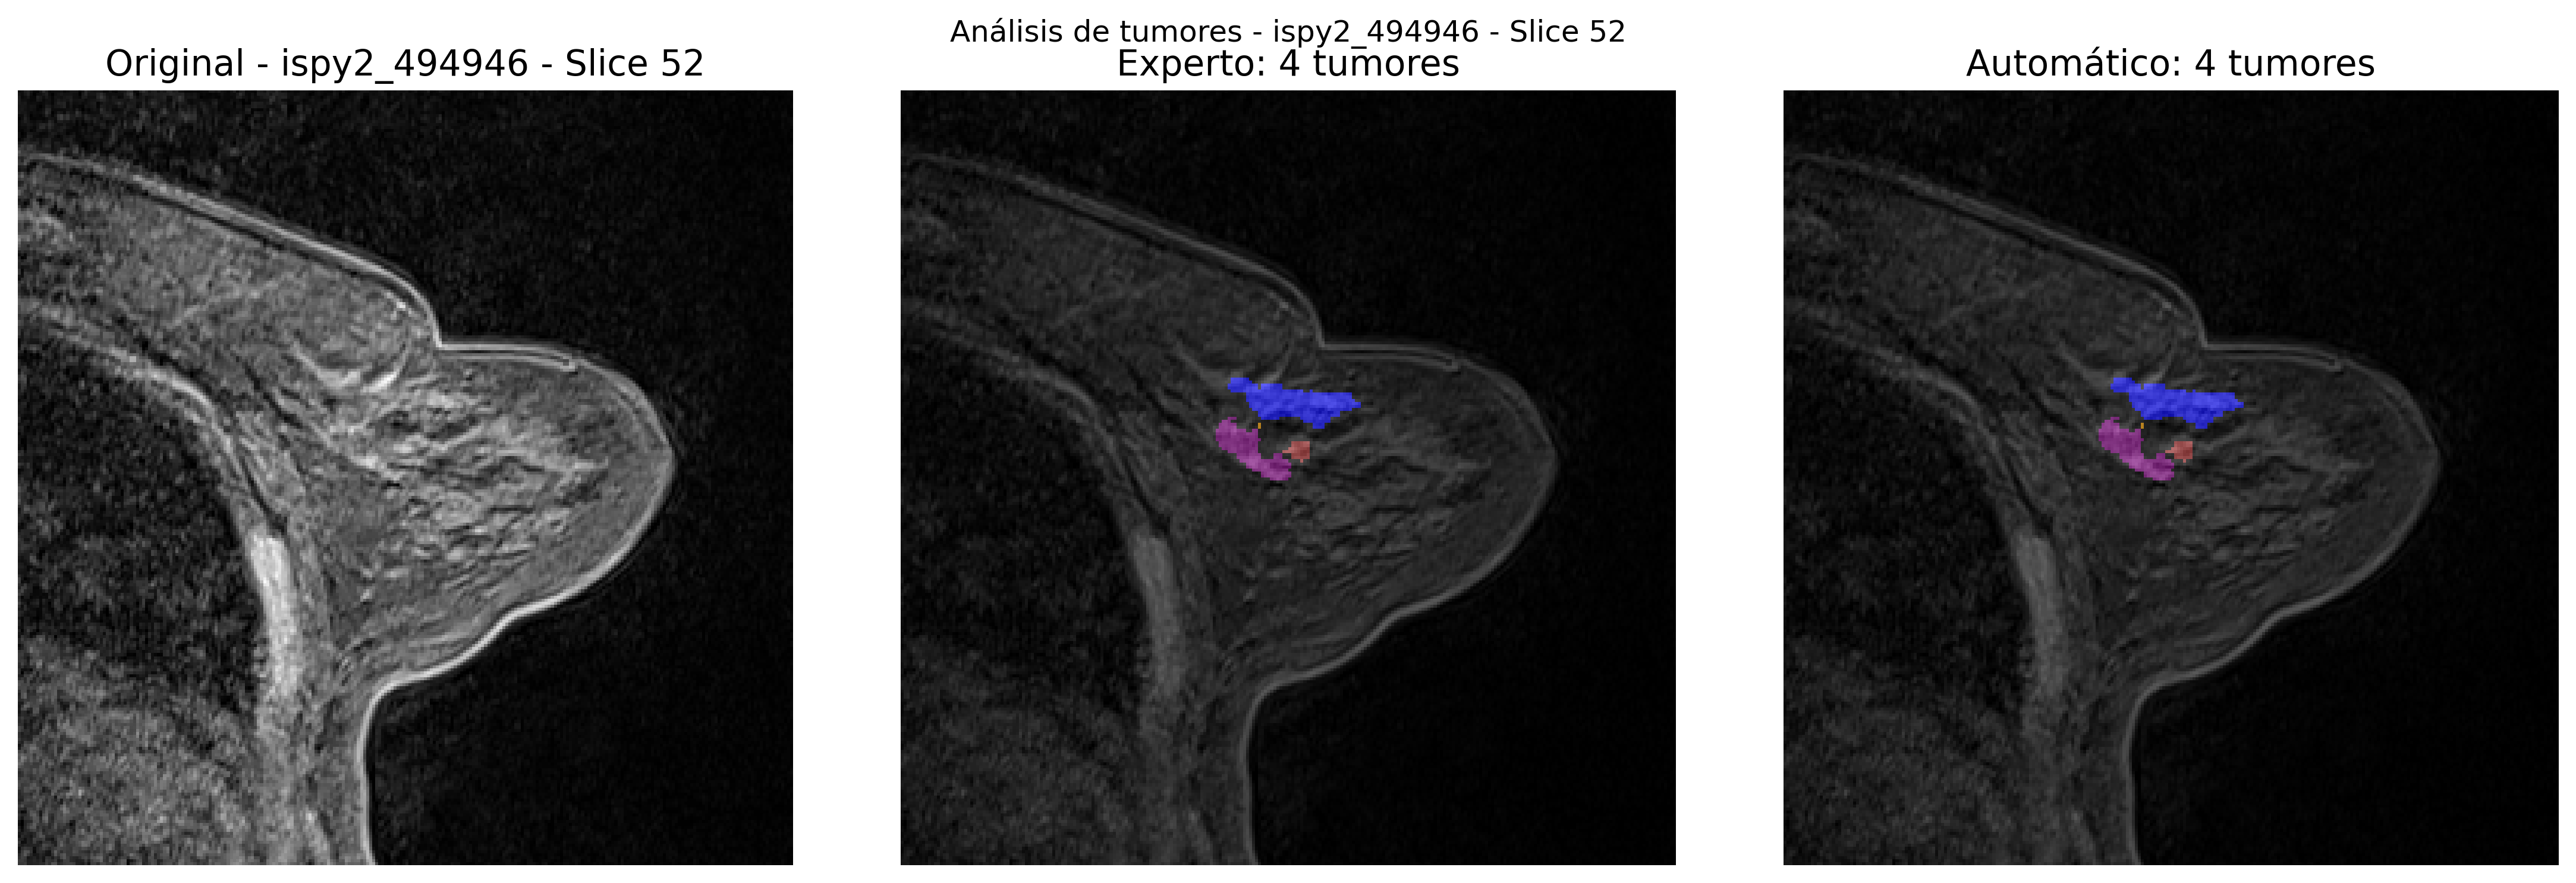 Análisis de tumores - ispy2_494946 - Slice 52
Original - ispy2_494946 - Slice 52
Experto: 4 tumores
Automático: 4 tumores